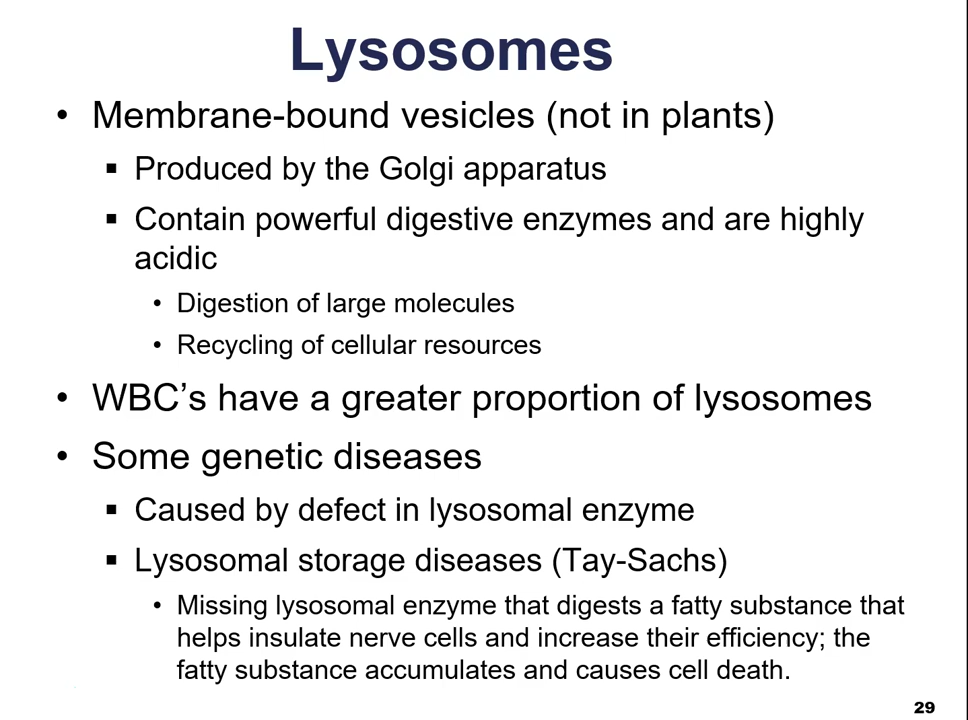 Lysosomes
• Membrane-bound vesicles (not in plants)
▪ Produced by the Golgi apparatus
▪ Contain powerful digestive enzymes and are highly
acidic
• Digestion of large molecules
• Recycling of cellular resources
• WBC’s have a greater proportion of lysosomes
• Some genetic diseases
▪ Caused by defect in lysosomal enzyme
▪ Lysosomal storage diseases (Tay-Sachs)
• Missing lysosomal enzyme that digests a fatty substance that
helps insulate nerve cells and increase their efficiency; the
fatty substance accumulates and causes cell death.
29